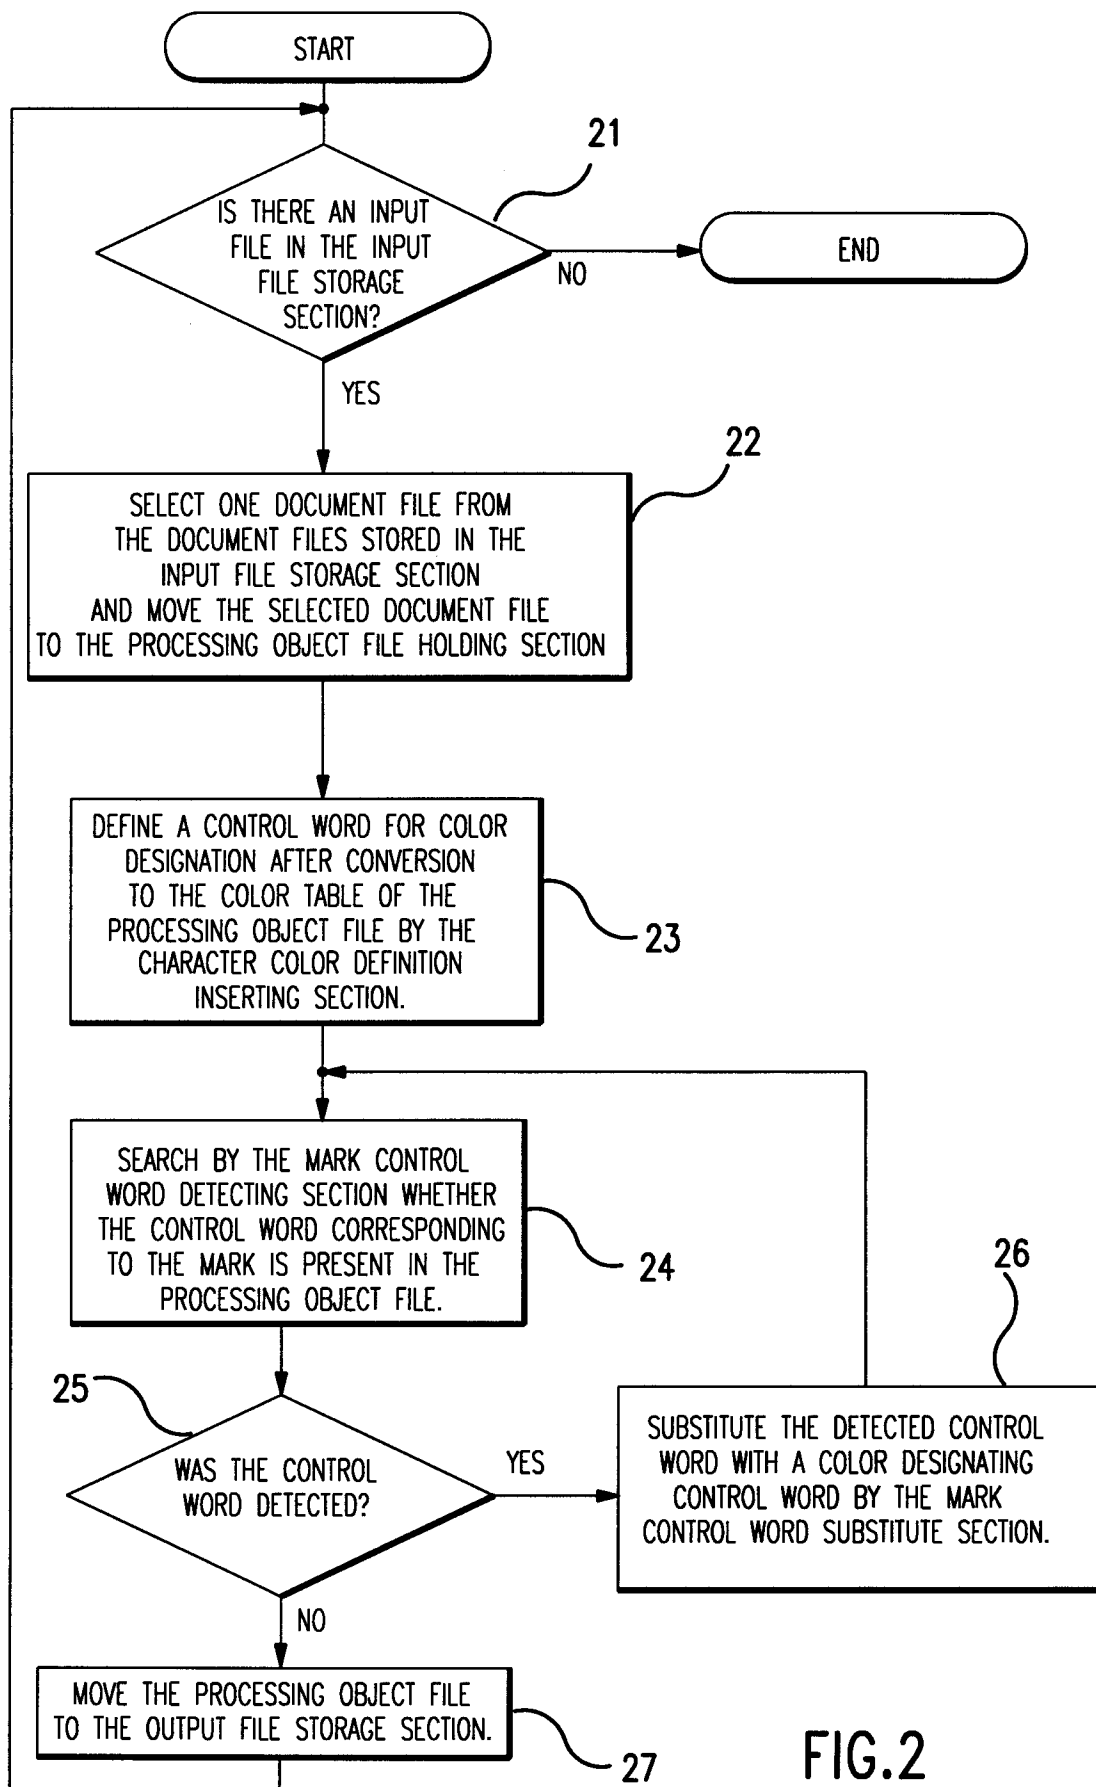 START
21
IS THERE AN INPUT
FILE IN THE INPUT
FILE STORAGE
SECTION?
NO
END
YES
22
SELECT ONE DOCUMENT FILE FROM
THE DOCUMENT FILES STORED IN THE
INPUT FILE STORAGE SECTION
AND MOVE THE SELECTED DOCUMENT FILE
TO THE PROCESSING OBJECT FILE HOLDING SECTION
DEFINE A CONTROL WORD FOR COLOR
DESIGNATION AFTER CONVERSION
TO THE COLOR TABLE OF THE
PROCESSING OBJECT FILE BY THE
CHARACTER COLOR DEFINITION
INSERTING SECTION.
23
SEARCH BY THE MARK CONTROL
WORD DETECTING SECTION WHETHER
THE CONTROL WORD CORRESPONDING
TO THE MARK IS PRESENT IN THE
PROCESSING OBJECT FILE.
24
25
WAS THE CONTROL
WORD DETECTED?
YES
26
SUBSTITUTE THE DETECTED CONTROL
WORD WITH A COLOR DESIGNATING
CONTROL WORD BY THE MARK
CONTROL WORD SUBSTITUTE SECTION.
NO
MOVE THE PROCESSING OBJECT FILE
TO THE OUTPUT FILE STORAGE SECTION.
27
FIG.2